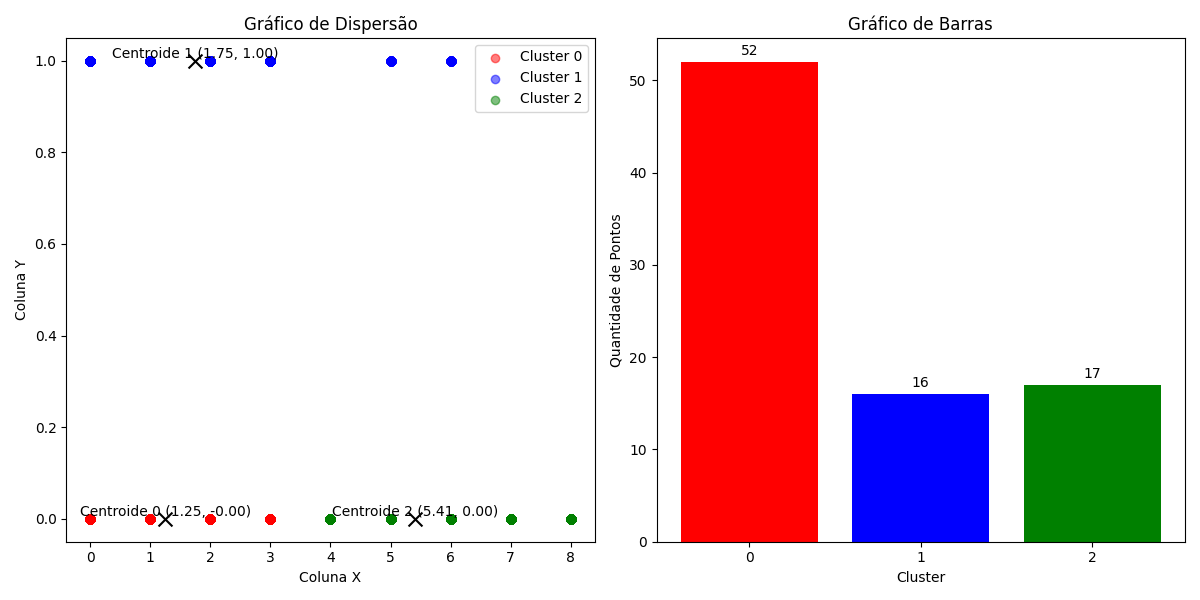 Gráfico de Dispersão
Centroide 1 (1.75, 1.00)
Cluster 0
Cluster 1
Cluster 2
1.0
0.8
0.6
0.4
0.2
0.0
Coluna Y
Centroide 0 (1.25, -0.00)
Centroide 2 (5.41, 0.00)
0 1 2 3 4 5 6 7 8
Coluna X
Gráfico de Barras
52
16
17
50
40
30
20
10
0
Quantidade de Pontos
0 1 2
Cluster